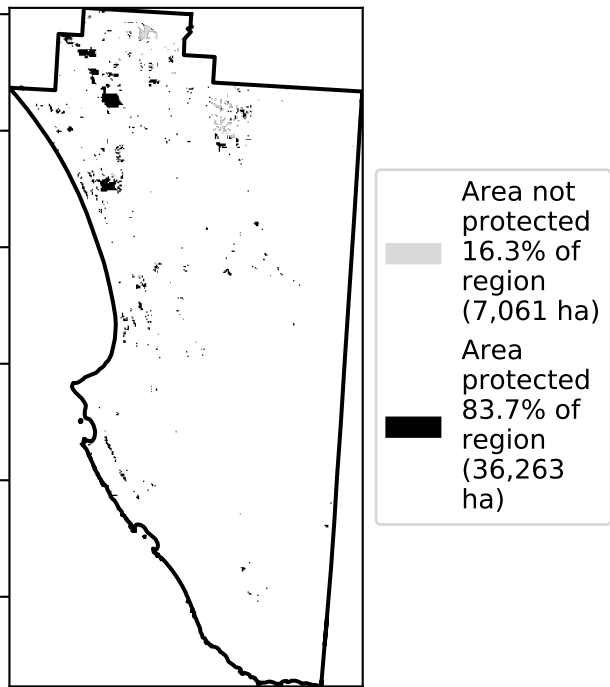 Area not
protected
16.3% of
region
(7,061 ha)
Area
protected
83.7% of
region
(36,263
ha)